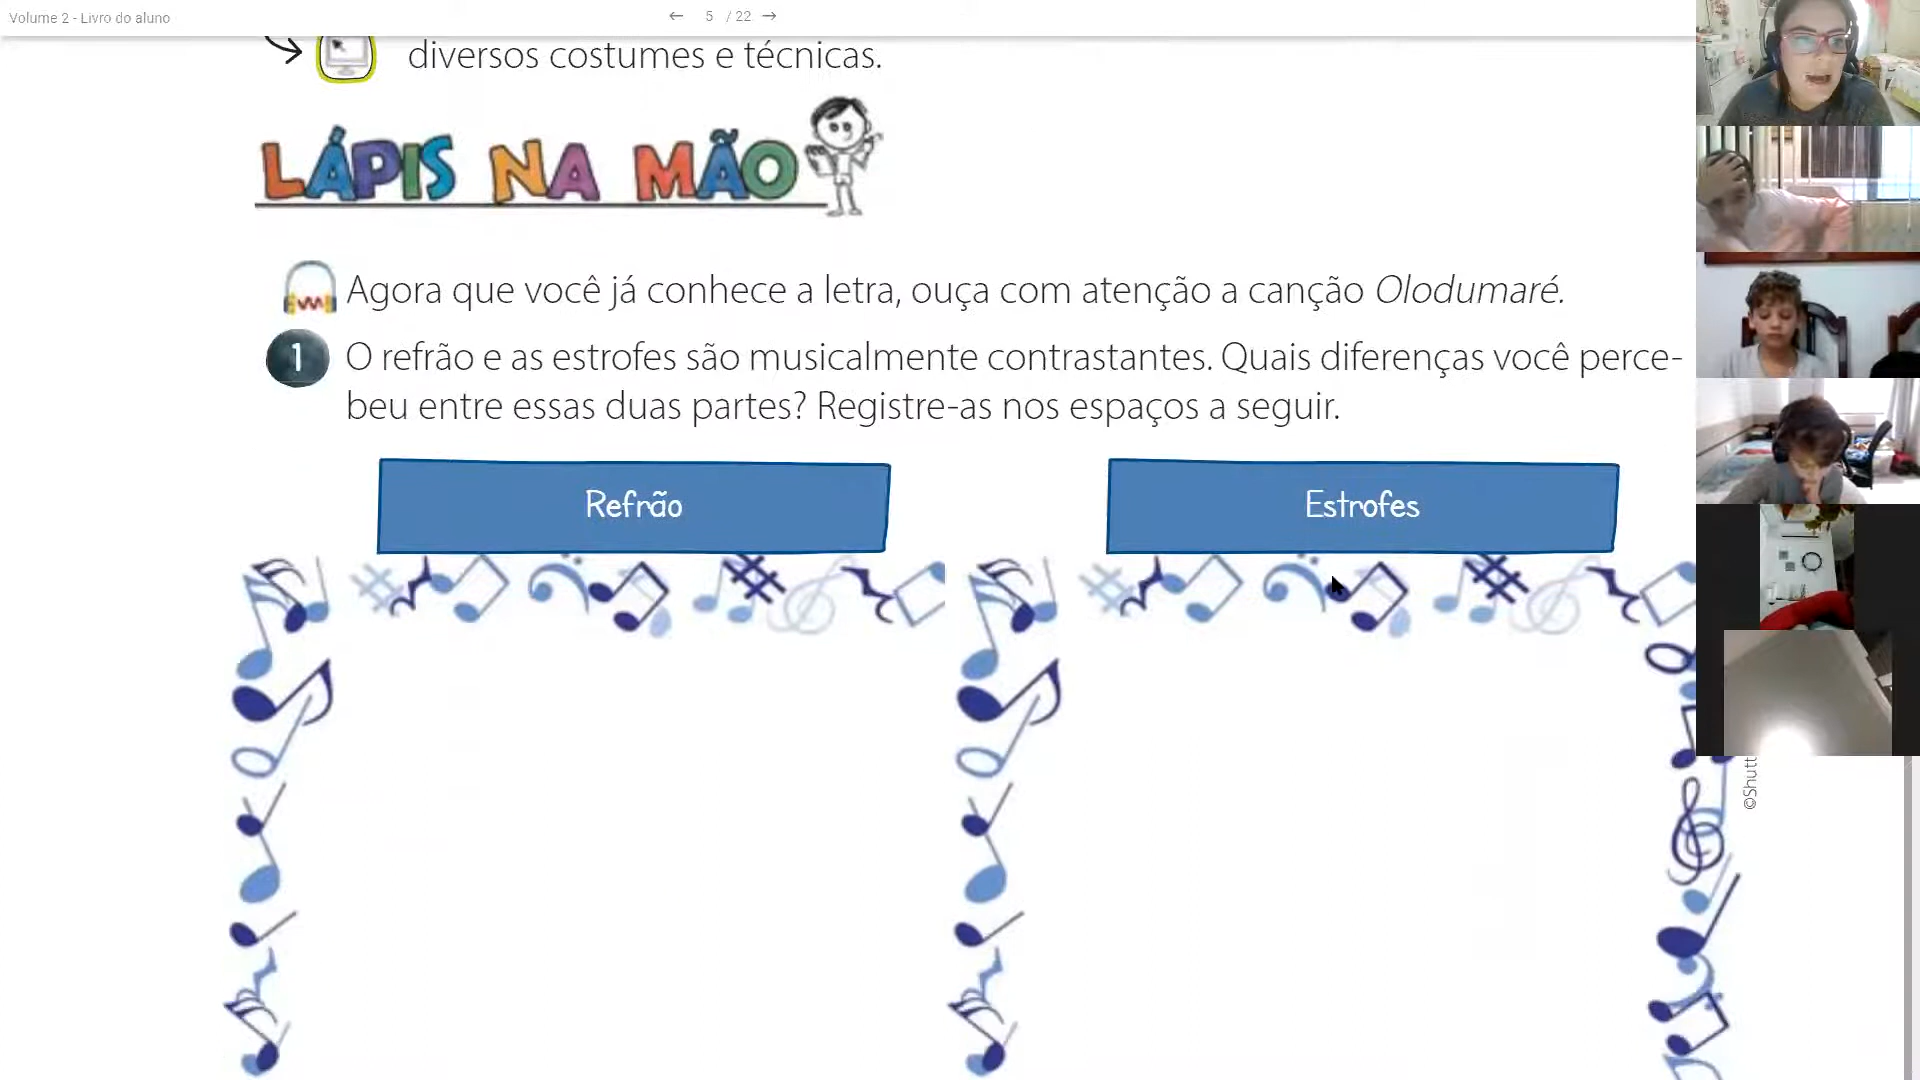 Volume 2 - Livro do aluno
← 5 / 22 →
diversos costumes e técnicas.
LÁPIS NA MÃO
Agora que você já conhece a letra, ouça com atenção a canção Olodumaré.
1 O refrão e as estrofes são musicalmente contrastantes. Quais diferenças você perce-
beu entre essas duas partes? Registre-as nos espaços a seguir.
Refrão
Estrofes
©Shutt